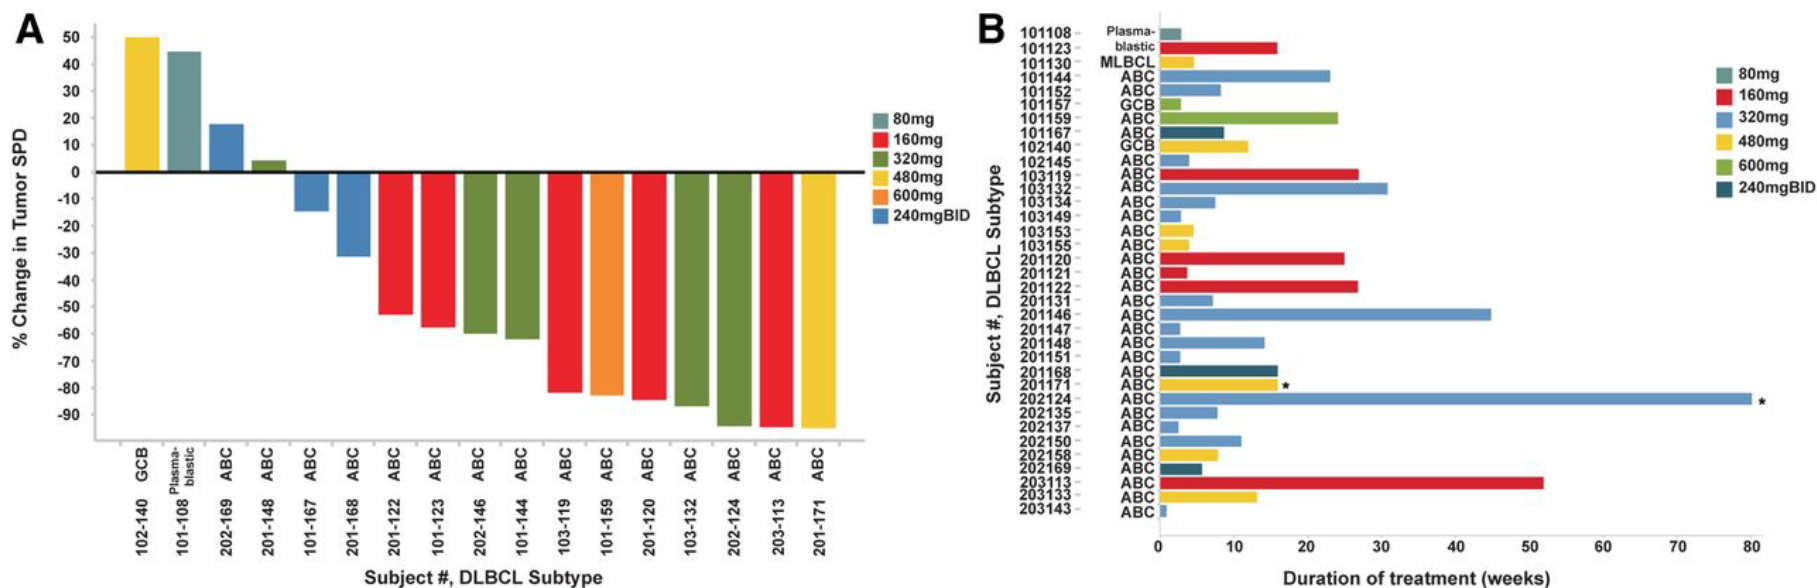 A
% Change in Tumor SPD
50
40
30
20
10
0
-10
-20
-30
-40
-50
-60
-70
-80
-90
80mg
160mg
320mg
480mg
600mg
240mgBID
102-140 GCB
101-108 Plasma-
blastic
202-169 ABC
201-148 ABC
101-167 ABC
201-168 ABC
201-122 ABC
101-123 ABC
202-146 ABC
101-144 ABC
103-119 ABC
101-159 ABC
201-120 ABC
103-132 ABC
202-124 ABC
203-113 ABC
201-171 ABC
Subject #, DLBCL Subtype
B
Subject #, DLBCL Subtype
101108 Plasma-
101123 blastic
101130 MLBCL
101144 ABC
101152 ABC
101157 GCB
101159 ABC
101167 ABC
102140 GCB
102145 ABC
103119 ABC
103132 ABC
103134 ABC
103149 ABC
103153 ABC
103155 ABC
201120 ABC
201121 ABC
201122 ABC
201131 ABC
201146 ABC
201147 ABC
201148 ABC
201151 ABC
201168 ABC
201171 ABC *
202124 ABC *
202135 ABC
202137 ABC
202150 ABC
202158 ABC
202169 ABC
203113 ABC
203133 ABC
203143 ABC
80mg
160mg
320mg
480mg
600mg
240mgBID
0 10 20 30 40 50 60 70 80
Duration of treatment (weeks)